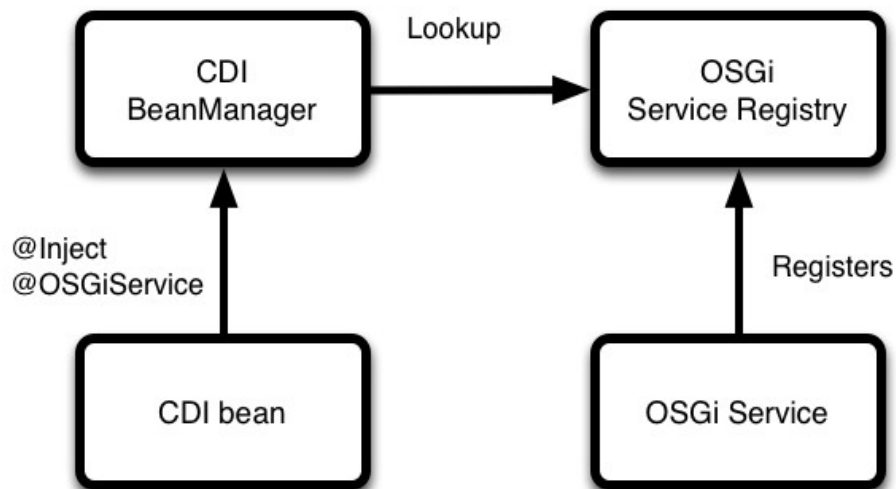 Lookup
CDI
BeanManager
OSGi
Service Registry
@Inject
@OSGiService
Registers
CDI bean
OSGi Service